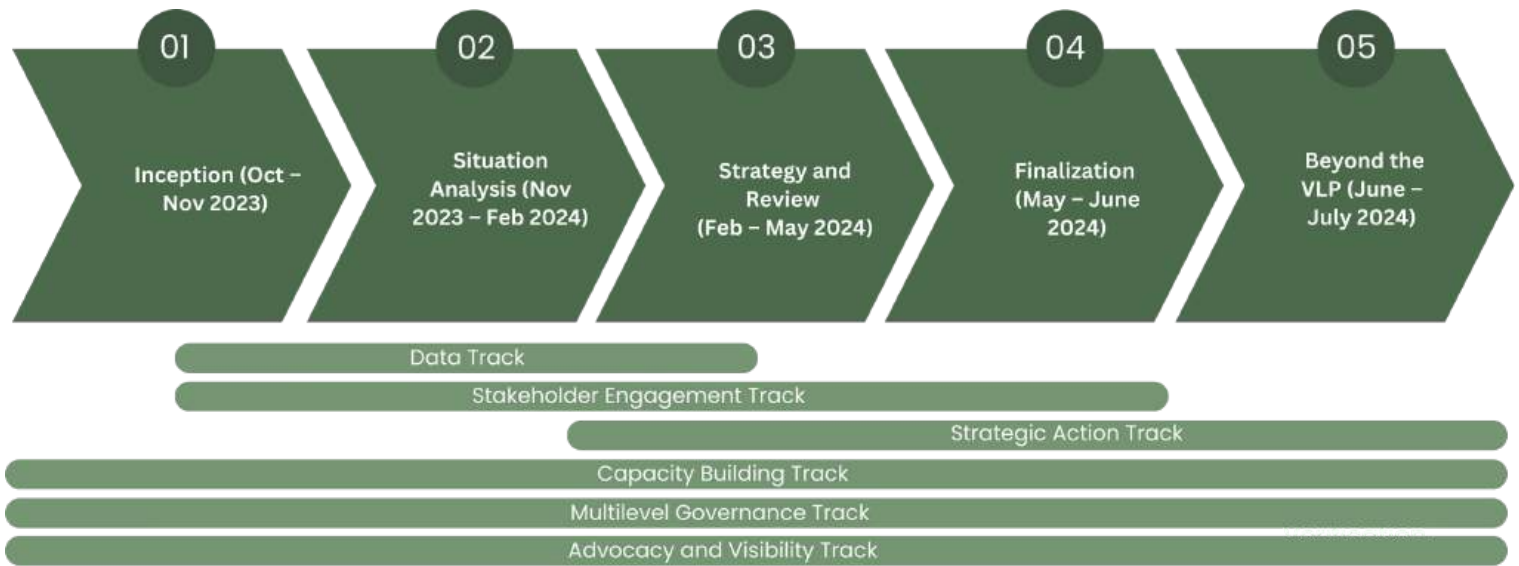 01
02
03
04
05
Inception (Oct –
Nov 2023)
Situation
Analysis (Nov
2023 – Feb 2024)
Strategy and
Review
(Feb – May 2024)
Finalization
(May – June
2024)
Beyond the
VLP (June –
July 2024)
Data Track
Stakeholder Engagement Track
Strategic Action Track
Capacity Building Track
Multilevel Governance Track
Advocacy and Visibility Track